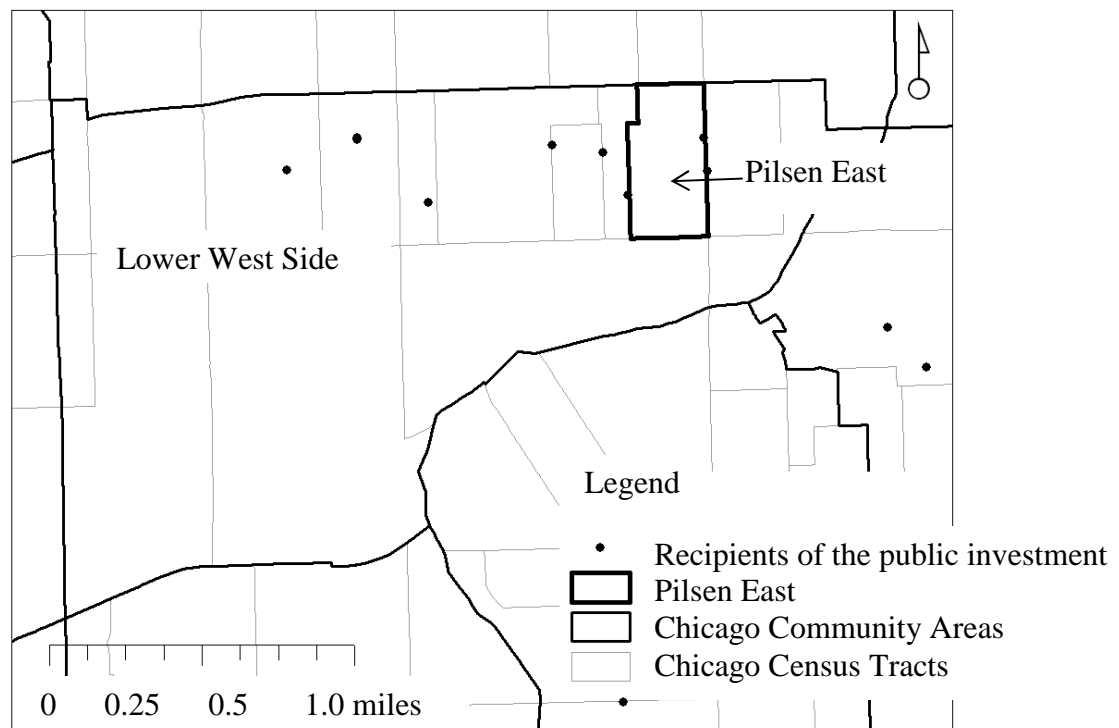 Pilsen East
Lower West Side
Legend
Recipients of the public investment
Pilsen East
Chicago Community Areas
Chicago Census Tracts
0 0.25 0.5 1.0 miles